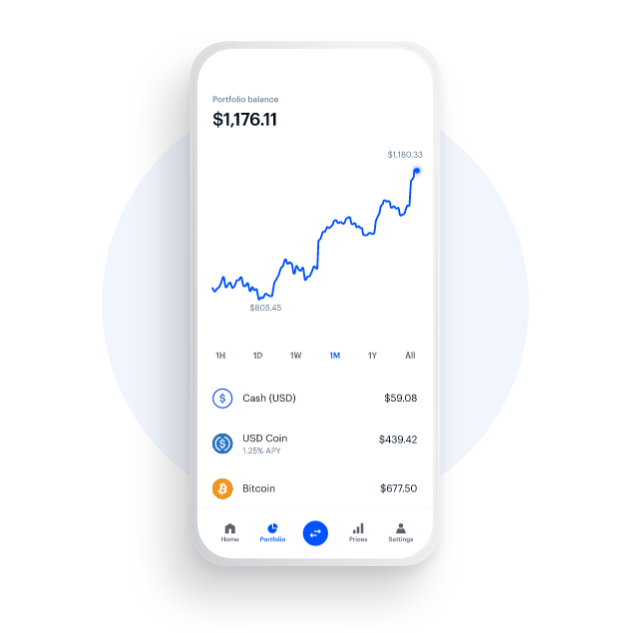 Portfolio balance
$1,176.11
$1,180.33
$805.45
1H 1D 1W 1M 1Y All
$ Cash (USD) $59.08
$ USD Coin $439.42
1.25% APY
₿ Bitcoin $677.50
Home Portfolio Prices Settings